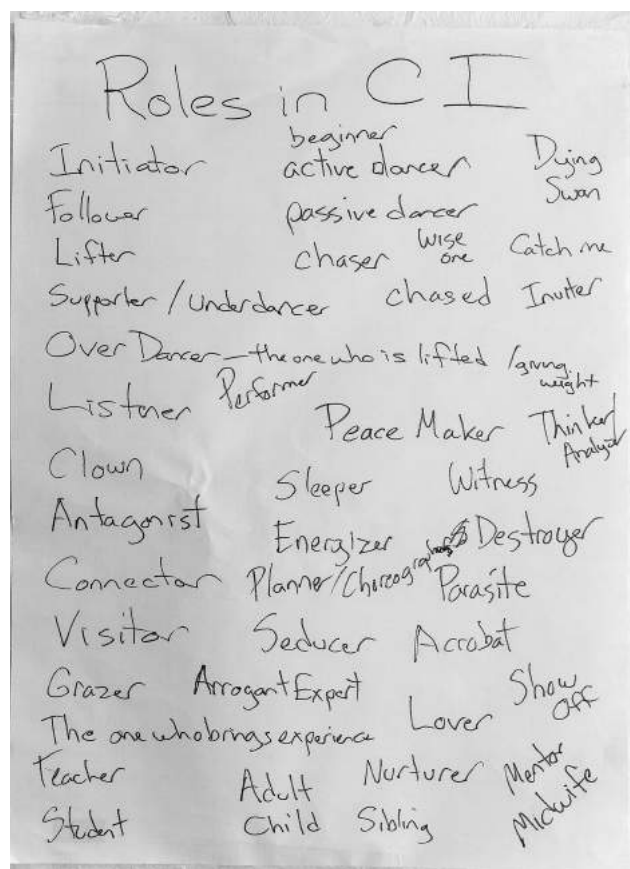 Roles in CI
beginner
Initiator active dancer Dying
Swan
Follower passive dancer
Lifter chaser wise one Catch me
Supporter / Underdancer chased Inviter
Over Dancer – the one who is lifted / giving weight
Listener Performer
Peace Maker Thinker/
Analyst
Clown Sleeper Witness
Antagonist Energizer Destroyer
Connector Planner/Choreographer Parasite
Visitor Seducer Acrobat
Grazer Arrogant Expert Show
Off
The one who brings experience Lover
Teacher Adult Nurturer Mentor
Student Child Sibling Midwife